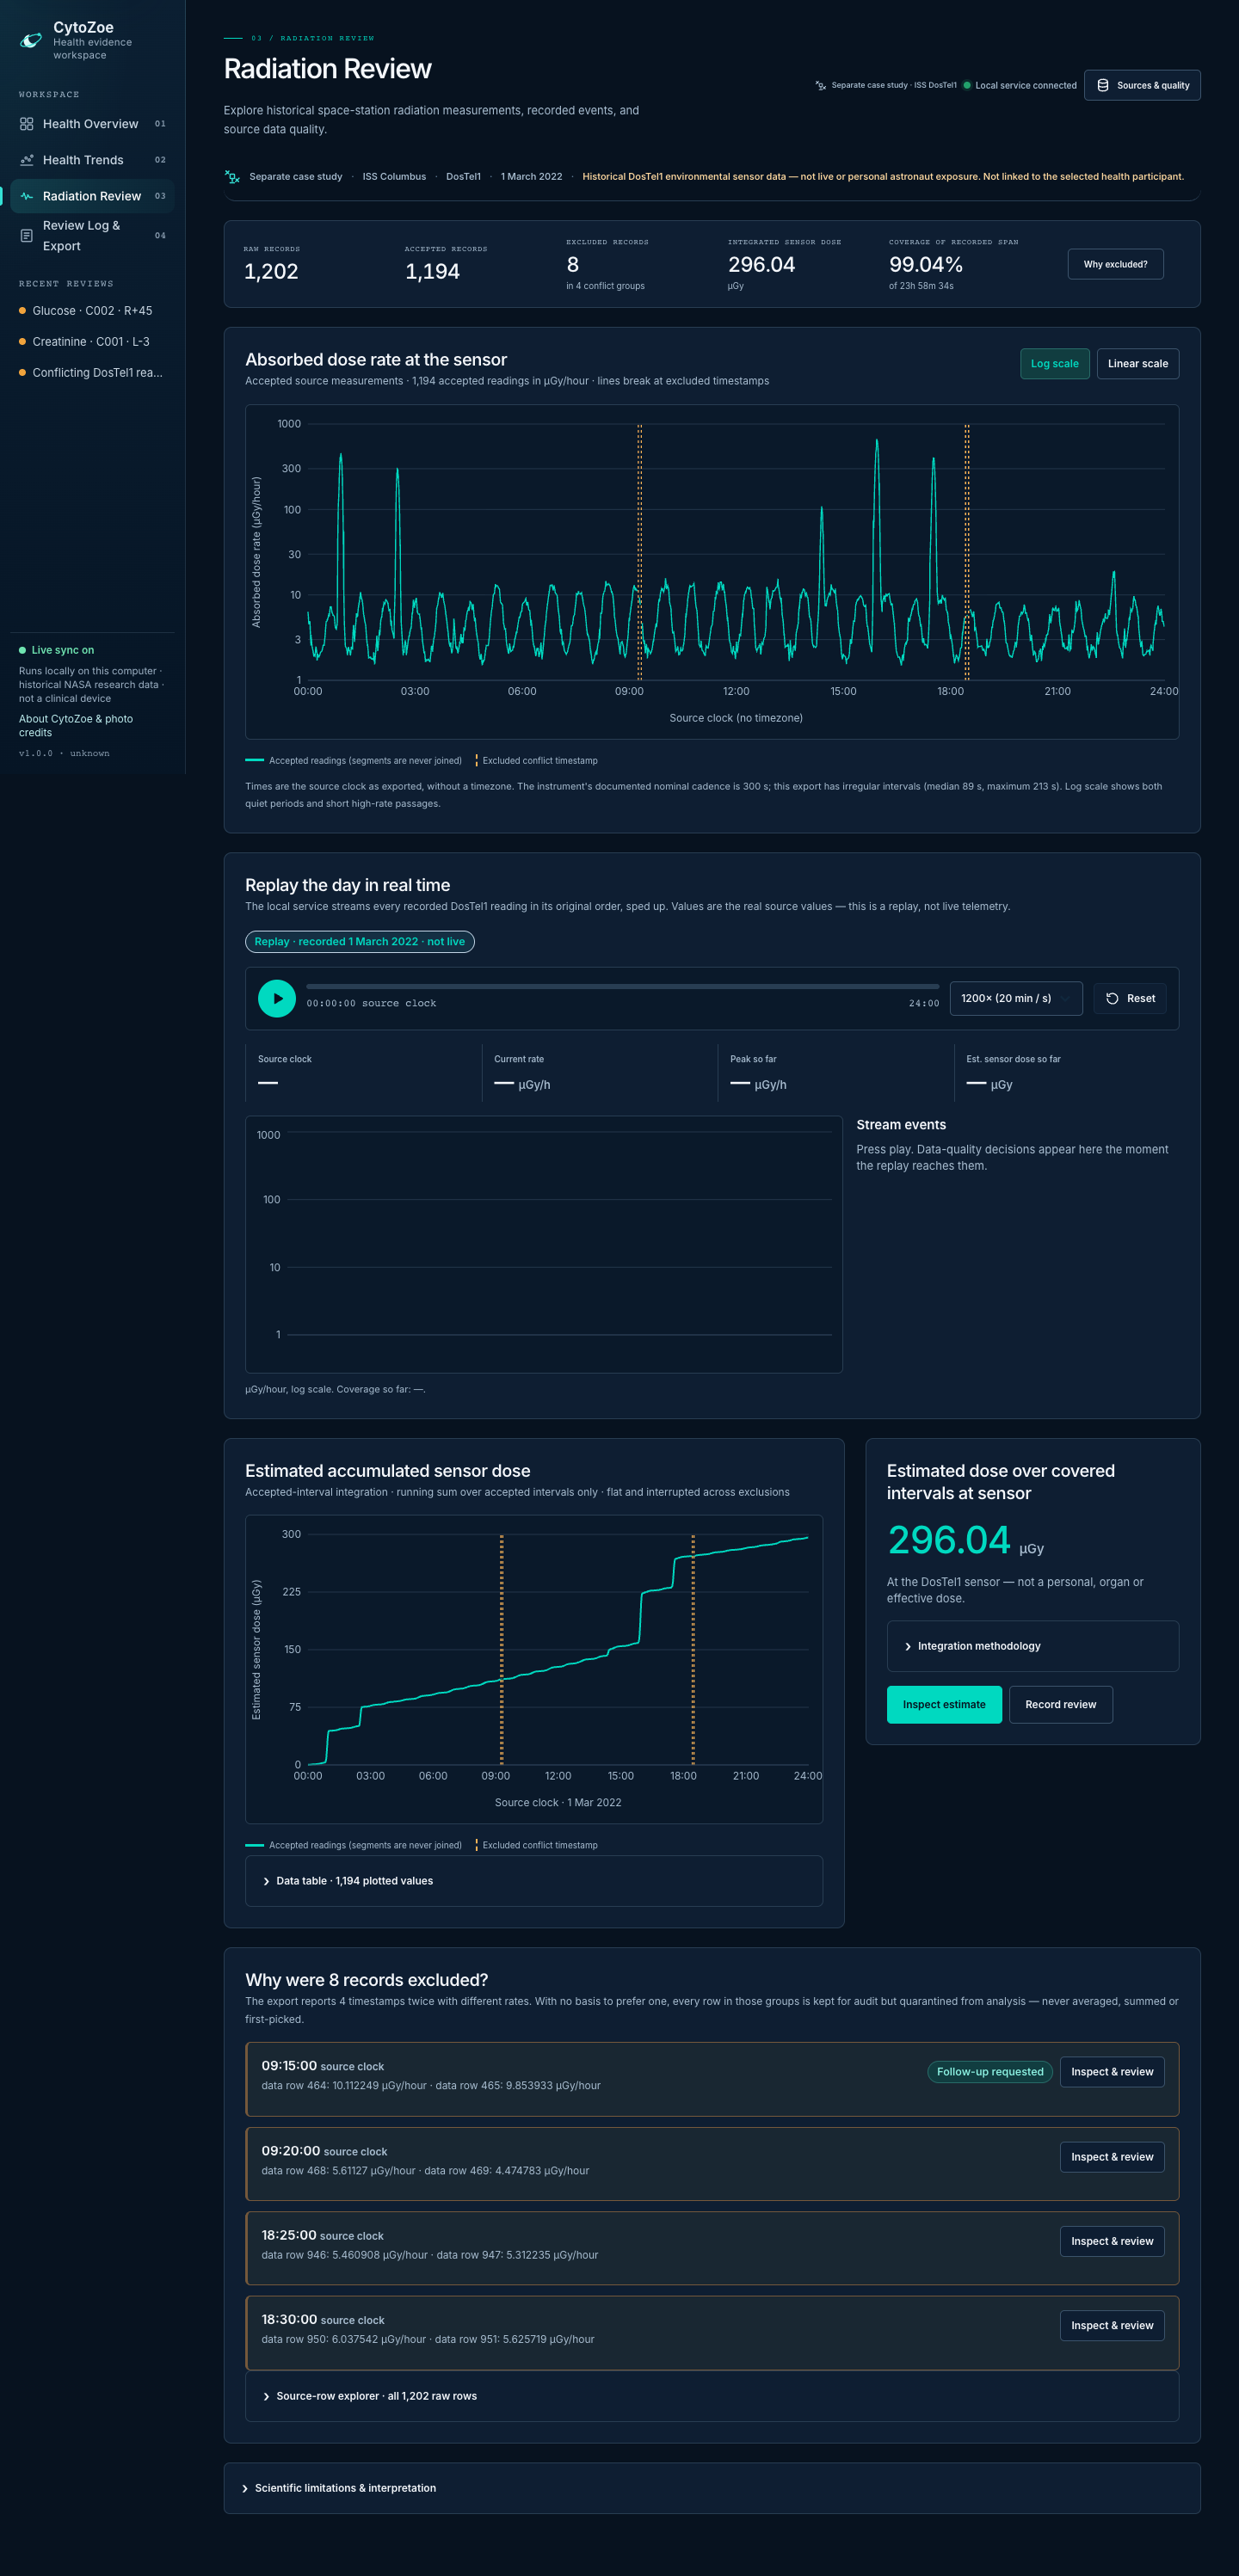 CytoZoe
Health evidence
workspace
WORKSPACE
Health Overview 01
Health Trends 02
Radiation Review 03
Review Log &
Export 04
RECENT REVIEWS
Glucose · C002 · R+45
Creatinine · C001 · L-3
Conflicting DosTel1 rea...
Live sync on
Runs locally on this computer ·
historical NASA research data ·
not a clinical device
About CytoZoe & photo
credits
v1.0.0 · unknown
03 / RADIATION REVIEW
Radiation Review
Explore historical space-station radiation measurements, recorded events, and
source data quality.
Separate case study · ISS DosTel1 Local service connected Sources & quality
Separate case study · ISS Columbus · DosTel1 · 1 March 2022 · Historical DosTel1 environmental sensor data — not live or personal astronaut exposure. Not linked to the selected health participant.
RAW RECORDS
1,202
ACCEPTED RECORDS
1,194
EXCLUDED RECORDS
8
in 4 conflict groups
INTEGRATED SENSOR DOSE
296.04
µGy
COVERAGE OF RECORDED SPAN
99.04%
of 23h 58m 34s
Why excluded?
Absorbed dose rate at the sensor
Accepted source measurements · 1,194 accepted readings in µGy/hour · lines break at excluded timestamps
Log scale Linear scale
Absorbed dose rate (µGy/hour)
1000
300
100
30
10
3
1
00:00 03:00 06:00 09:00 12:00 15:00 18:00 21:00 24:00
Source clock (no timezone)
Accepted readings (segments are never joined) Excluded conflict timestamp
Times are the source clock as exported, without a timezone. The instrument's documented nominal cadence is 300 s; this export has irregular intervals (median 89 s, maximum 213 s). Log scale shows both
quiet periods and short high-rate passages.
Replay the day in real time
The local service streams every recorded DosTel1 reading in its original order, sped up. Values are the real source values — this is a replay, not live telemetry.
Replay · recorded 1 March 2022 · not live
00:00:00 source clock 24:00
1200× (20 min / s)
Reset
Source clock
—
Current rate
— µGy/h
Peak so far
— µGy/h
Est. sensor dose so far
— µGy
1000
100
10
1
Stream events
Press play. Data-quality decisions appear here the moment
the replay reaches them.
µGy/hour, log scale. Coverage so far: —.
Estimated accumulated sensor dose
Accepted-interval integration · running sum over accepted intervals only · flat and interrupted across exclusions
Estimated sensor dose (µGy)
300
225
150
75
0
00:00 03:00 06:00 09:00 12:00 15:00 18:00 21:00 24:00
Source clock · 1 Mar 2022
Accepted readings (segments are never joined) Excluded conflict timestamp
Data table · 1,194 plotted values
Estimated dose over covered
intervals at sensor
296.04 µGy
At the DosTel1 sensor — not a personal, organ or
effective dose.
Integration methodology
Inspect estimate Record review
Why were 8 records excluded?
The export reports 4 timestamps twice with different rates. With no basis to prefer one, every row in those groups is kept for audit but quarantined from analysis — never averaged, summed or
first-picked.
09:15:00 source clock
data row 464: 10.112249 µGy/hour · data row 465: 9.853933 µGy/hour
Follow-up requested Inspect & review
09:20:00 source clock
data row 468: 5.61127 µGy/hour · data row 469: 4.474783 µGy/hour
Inspect & review
18:25:00 source clock
data row 946: 5.460908 µGy/hour · data row 947: 5.312235 µGy/hour
Inspect & review
18:30:00 source clock
data row 950: 6.037542 µGy/hour · data row 951: 5.625719 µGy/hour
Inspect & review
Source-row explorer · all 1,202 raw rows
Scientific limitations & interpretation